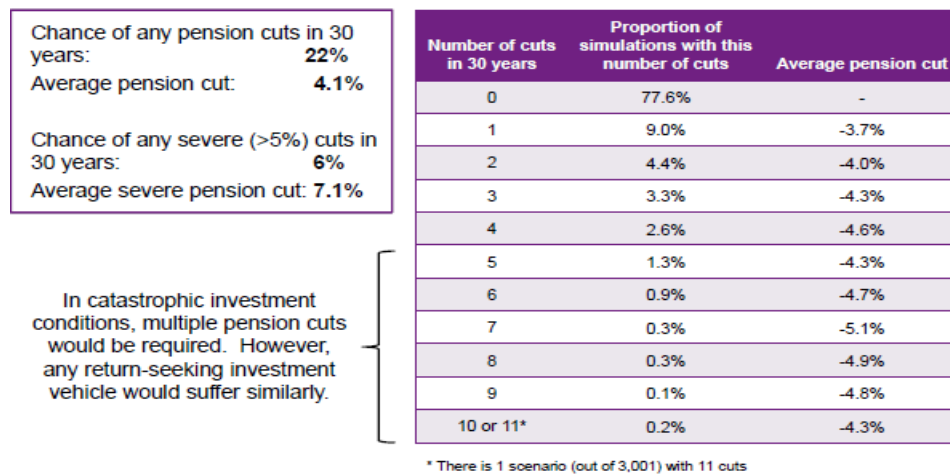 Chance of any pension cuts in 30
years: 22%
Average pension cut: 4.1%
Chance of any severe (>5%) cuts in
30 years: 6%
Average severe pension cut: 7.1%
In catastrophic investment
conditions, multiple pension cuts
would be required. However,
any return-seeking investment
vehicle would suffer similarly.
Number of cuts in 30 years Proportion of simulations with this number of cuts Average pension cut
0 77.6% -
1 9.0% -3.7%
2 4.4% -4.0%
3 3.3% -4.3%
4 2.6% -4.6%
5 1.3% -4.3%
6 0.9% -4.7%
7 0.3% -5.1%
8 0.3% -4.9%
9 0.1% -4.8%
10 or 11* 0.2% -4.3%
* There is 1 scenario (out of 3,001) with 11 cuts